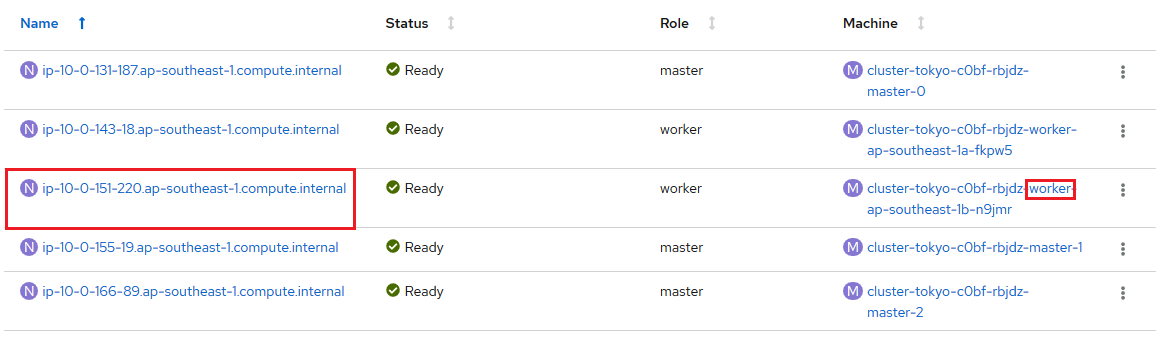 Name Status Role Machine
N ip-10-0-131-187.ap-southeast-1.compute.internal Ready master M cluster-tokyo-c0bf-rbjdz-
master-0
N ip-10-0-143-18.ap-southeast-1.compute.internal Ready worker M cluster-tokyo-c0bf-rbjdz-worker-
ap-southeast-1a-fkpw5
N ip-10-0-151-220.ap-southeast-1.compute.internal Ready worker M cluster-tokyo-c0bf-rbjdz-worker-
ap-southeast-1b-n9jmr
N ip-10-0-155-19.ap-southeast-1.compute.internal Ready master M cluster-tokyo-c0bf-rbjdz-master-1
N ip-10-0-166-89.ap-southeast-1.compute.internal Ready master M cluster-tokyo-c0bf-rbjdz-
master-2